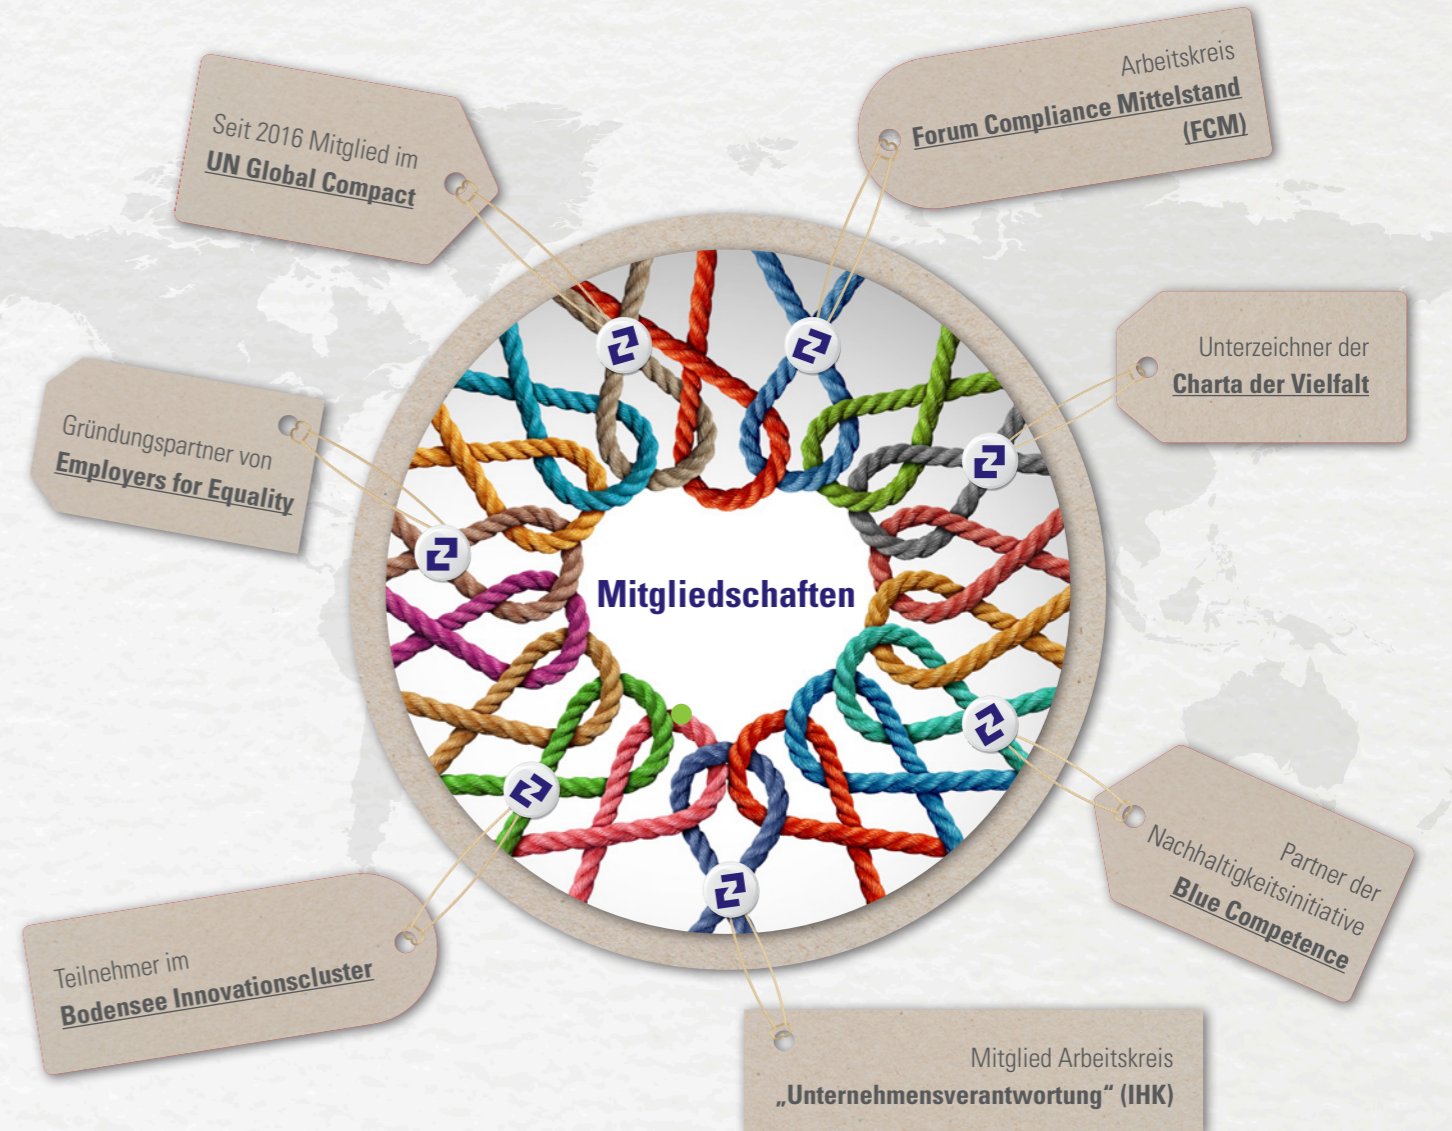 Seit 2016 Mitglied im
UN Global Compact
Arbeitskreis
Forum Compliance Mittelstand
(FCM)
Unterzeichner der
Charta der Vielfalt
Gründungspartner von
Employers for Equality
Mitgliedschaften
Partner der
Nachhaltigkeitsinitiative
Blue Competence
Teilnehmer im
Bodensee Innovationscluster
Mitglied Arbeitskreis
„Unternehmensverantwortung“ (IHK)